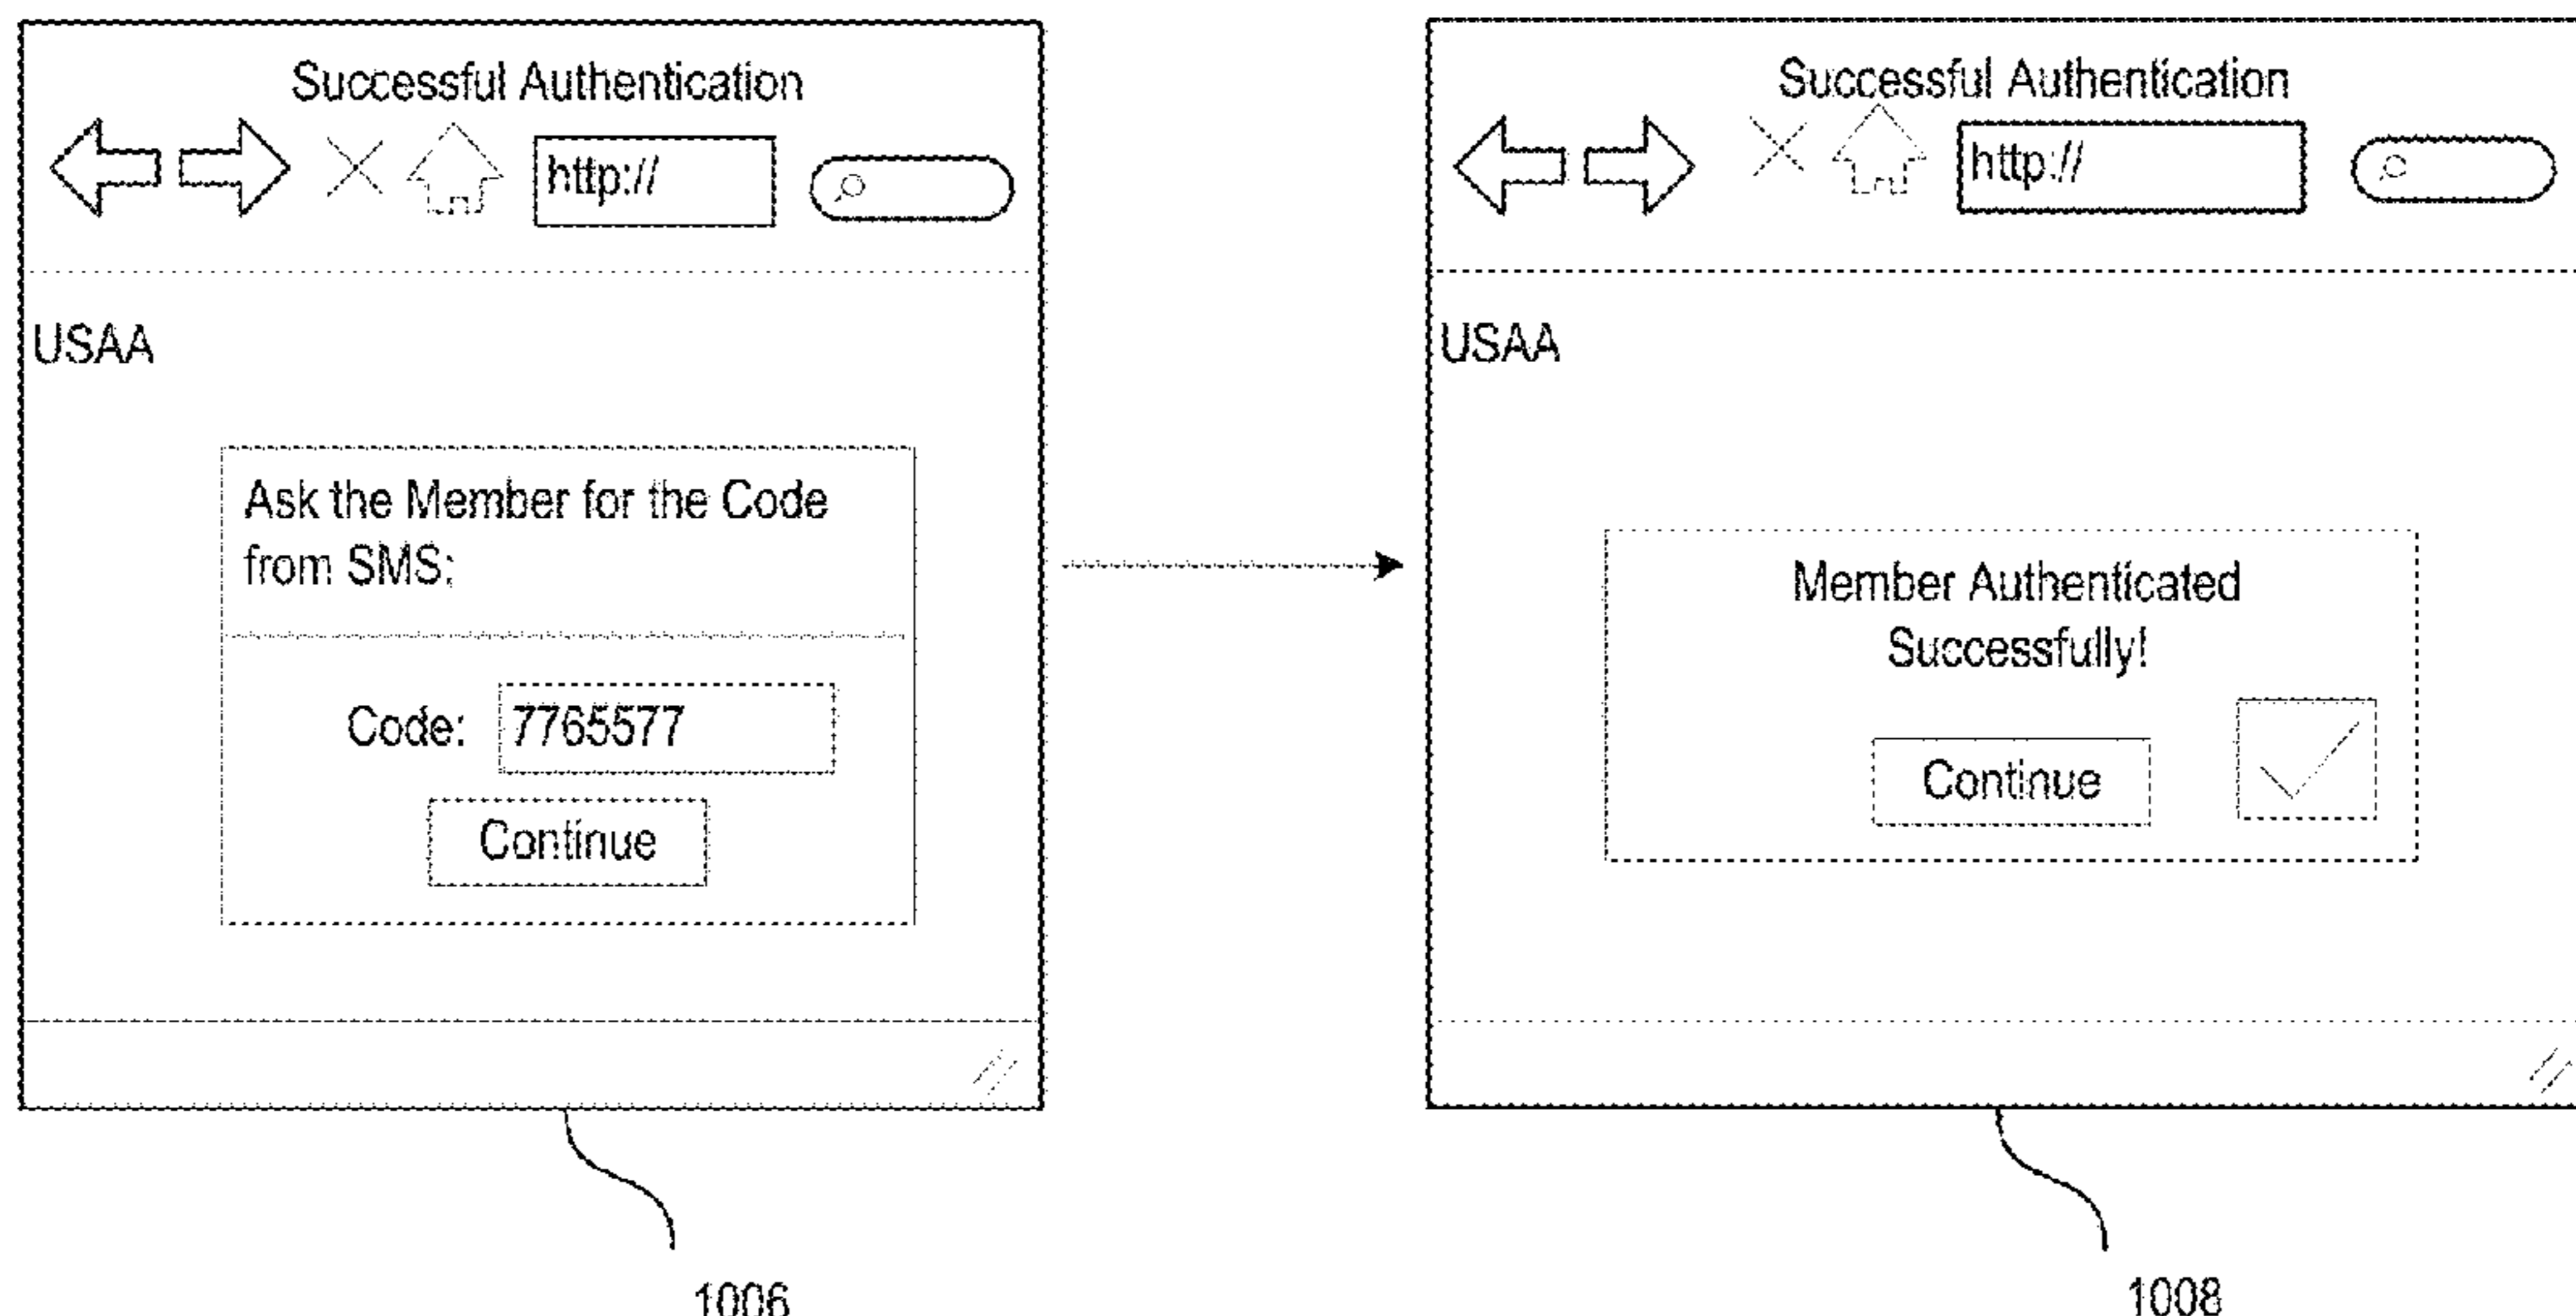 Successful Authentication
http://
USAA
Ask the Member for the Code
from SMS;
Code: 7765577
Continue
1006
Successful Authentication
http://
USAA
Member Authenticated
Successfully!
Continue
1008